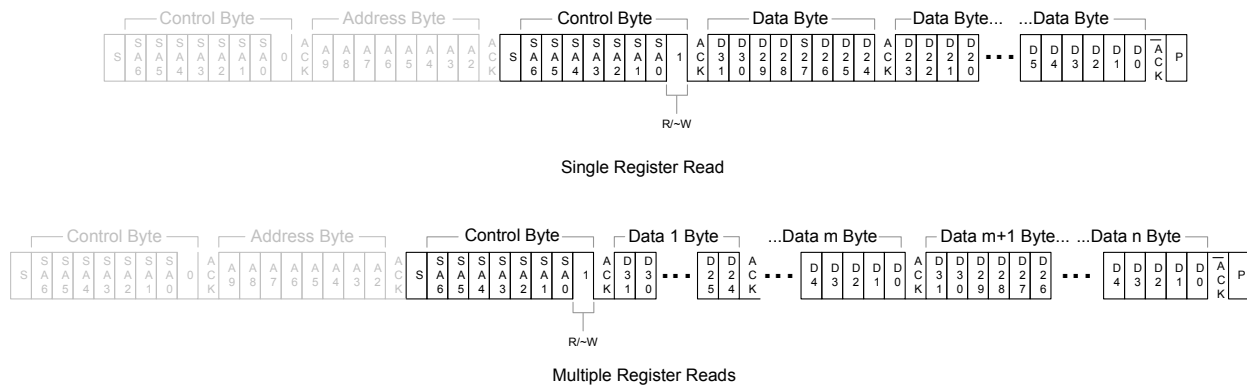 Control Byte Address Byte Control Byte Data Byte Data Byte... ...Data Byte
S SA6 SA5 SA4 SA3 SA2 SA1 SA0 0 ACK A9 A8 A7 A6 A5 A4 A3 A2 ACK S SA6 SA5 SA4 SA3 SA2 SA1 SA0 1 ACK D31 D30 D29 D28 S27 D26 D25 D24 ACK D23 D22 D21 D20 ... D5 D4 D3 D2 D1 D0 ACK P
R/~W
Single Register Read
Control Byte Address Byte Control Byte Data 1 Byte ...Data m Byte Data m+1 Byte... ...Data n Byte
S SA6 SA5 SA4 SA3 SA2 SA1 SA0 0 ACK A9 A8 A7 A6 A5 A4 A3 A2 ACK S SA6 SA5 SA4 SA3 SA2 SA1 SA0 1 ACK D31 D30 ... D25 D24 ACK ... D4 D3 D2 D1 D0 ACK D31 D30 D29 D28 D27 D26 ... D4 D3 D2 D1 D0 ACK P
R/~W
Multiple Register Reads